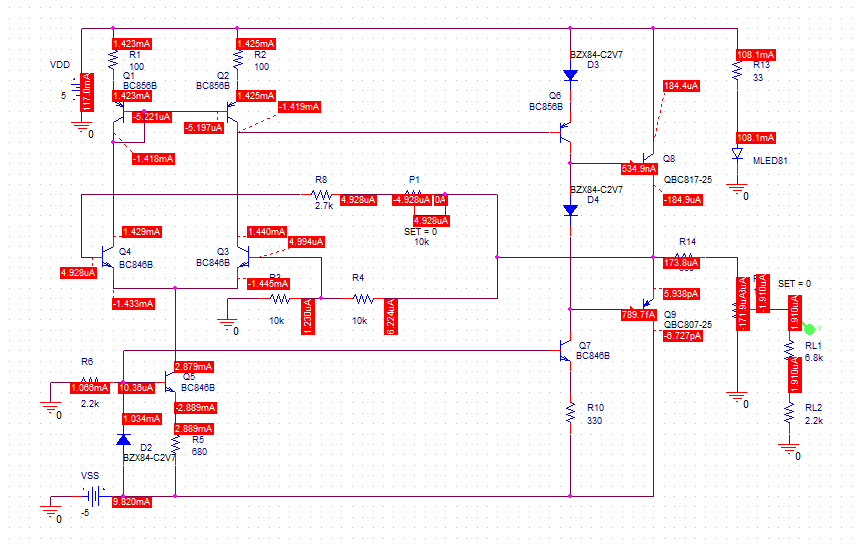 1.423mA
R1
100
1.425mA
R2
100
VDD
5
117.0mA
0
Q1
BC856B
1.423mA
-5.221uA
-1.418mA
Q2
BC856B
1.425mA
-5.197uA
-1.419mA
BZX84-C2V7
D3
Q6
BC856B
184.4uA
108.1mA
R13
33
108.1mA
MLED81
0
Q8
534.9nA
QBC817-25
-184.9uA
BZX84-C2V7
D4
R8
2.7k
4.928uA
P1
-4.928uA
0A
4.928uA
SET = 0
10k
1.429mA
Q4
BC846B
4.928uA
-1.433mA
1.440mA
Q3
BC846B
4.994uA
-1.445mA
10k
1.230uA
R4
10k
6.224uA
0
R14
173.8uA
5.938pA
Q9
QBC807-25
789.7fA
-6.727pA
-171.9uA
-1.910uA
SET = 0
1.910uA
RL1
6.8k
1.910uA
RL2
2.2k
0
0
R6
1.066mA
2.2k
0
10.36uA
2.879mA
Q5
BC846B
-2.889mA
2.889mA
R5
680
1.034mA
D2
BZX84-C2V7
Q7
BC846B
R10
330
VSS
-5
9.820mA
0